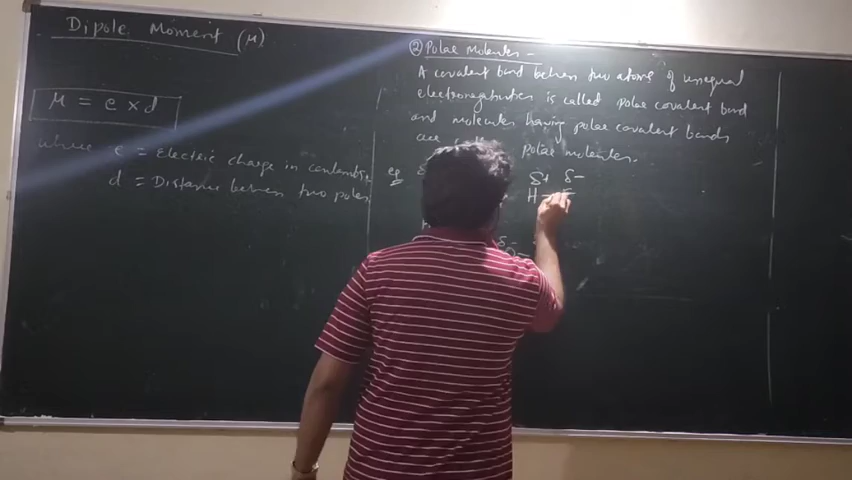 Dipole Moment (μ)
μ = e × d
where e = Electric charge in coulombs.
d = Distance between two poles
② Polar Molecules -
A covalent bond between two atoms of unequal
electronegativities is called polar covalent bond
and molecules having polar covalent bonds
are polar molecules.
eg
δ+ δ-
H - F